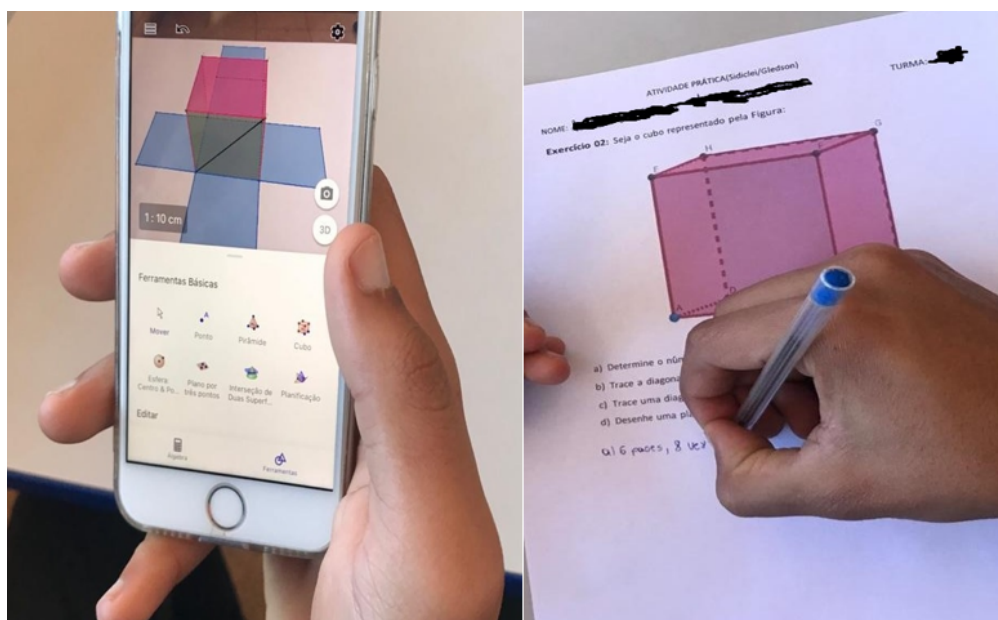 1 : 10 cm
3D
Ferramentas Básicas
Mover
Ponto
Pirâmide
Cubo
Esfera:
Centro & Po...
Plano por
três pontos
Interseção de
Duas Superf...
Planificação
Editar
Álgebra
Ferramentas
ATIVIDADE PRÁTICA(Sidiclei/Gledson)
NOME:
TURMA:
Exercício 02: Seja o cubo representado pela Figura:
E
H
F
G
A
D
a) Determine o núm
b) Trace a diagona
c) Trace uma diag
d) Desenhe uma pl
a) 6 faces, 8 ver